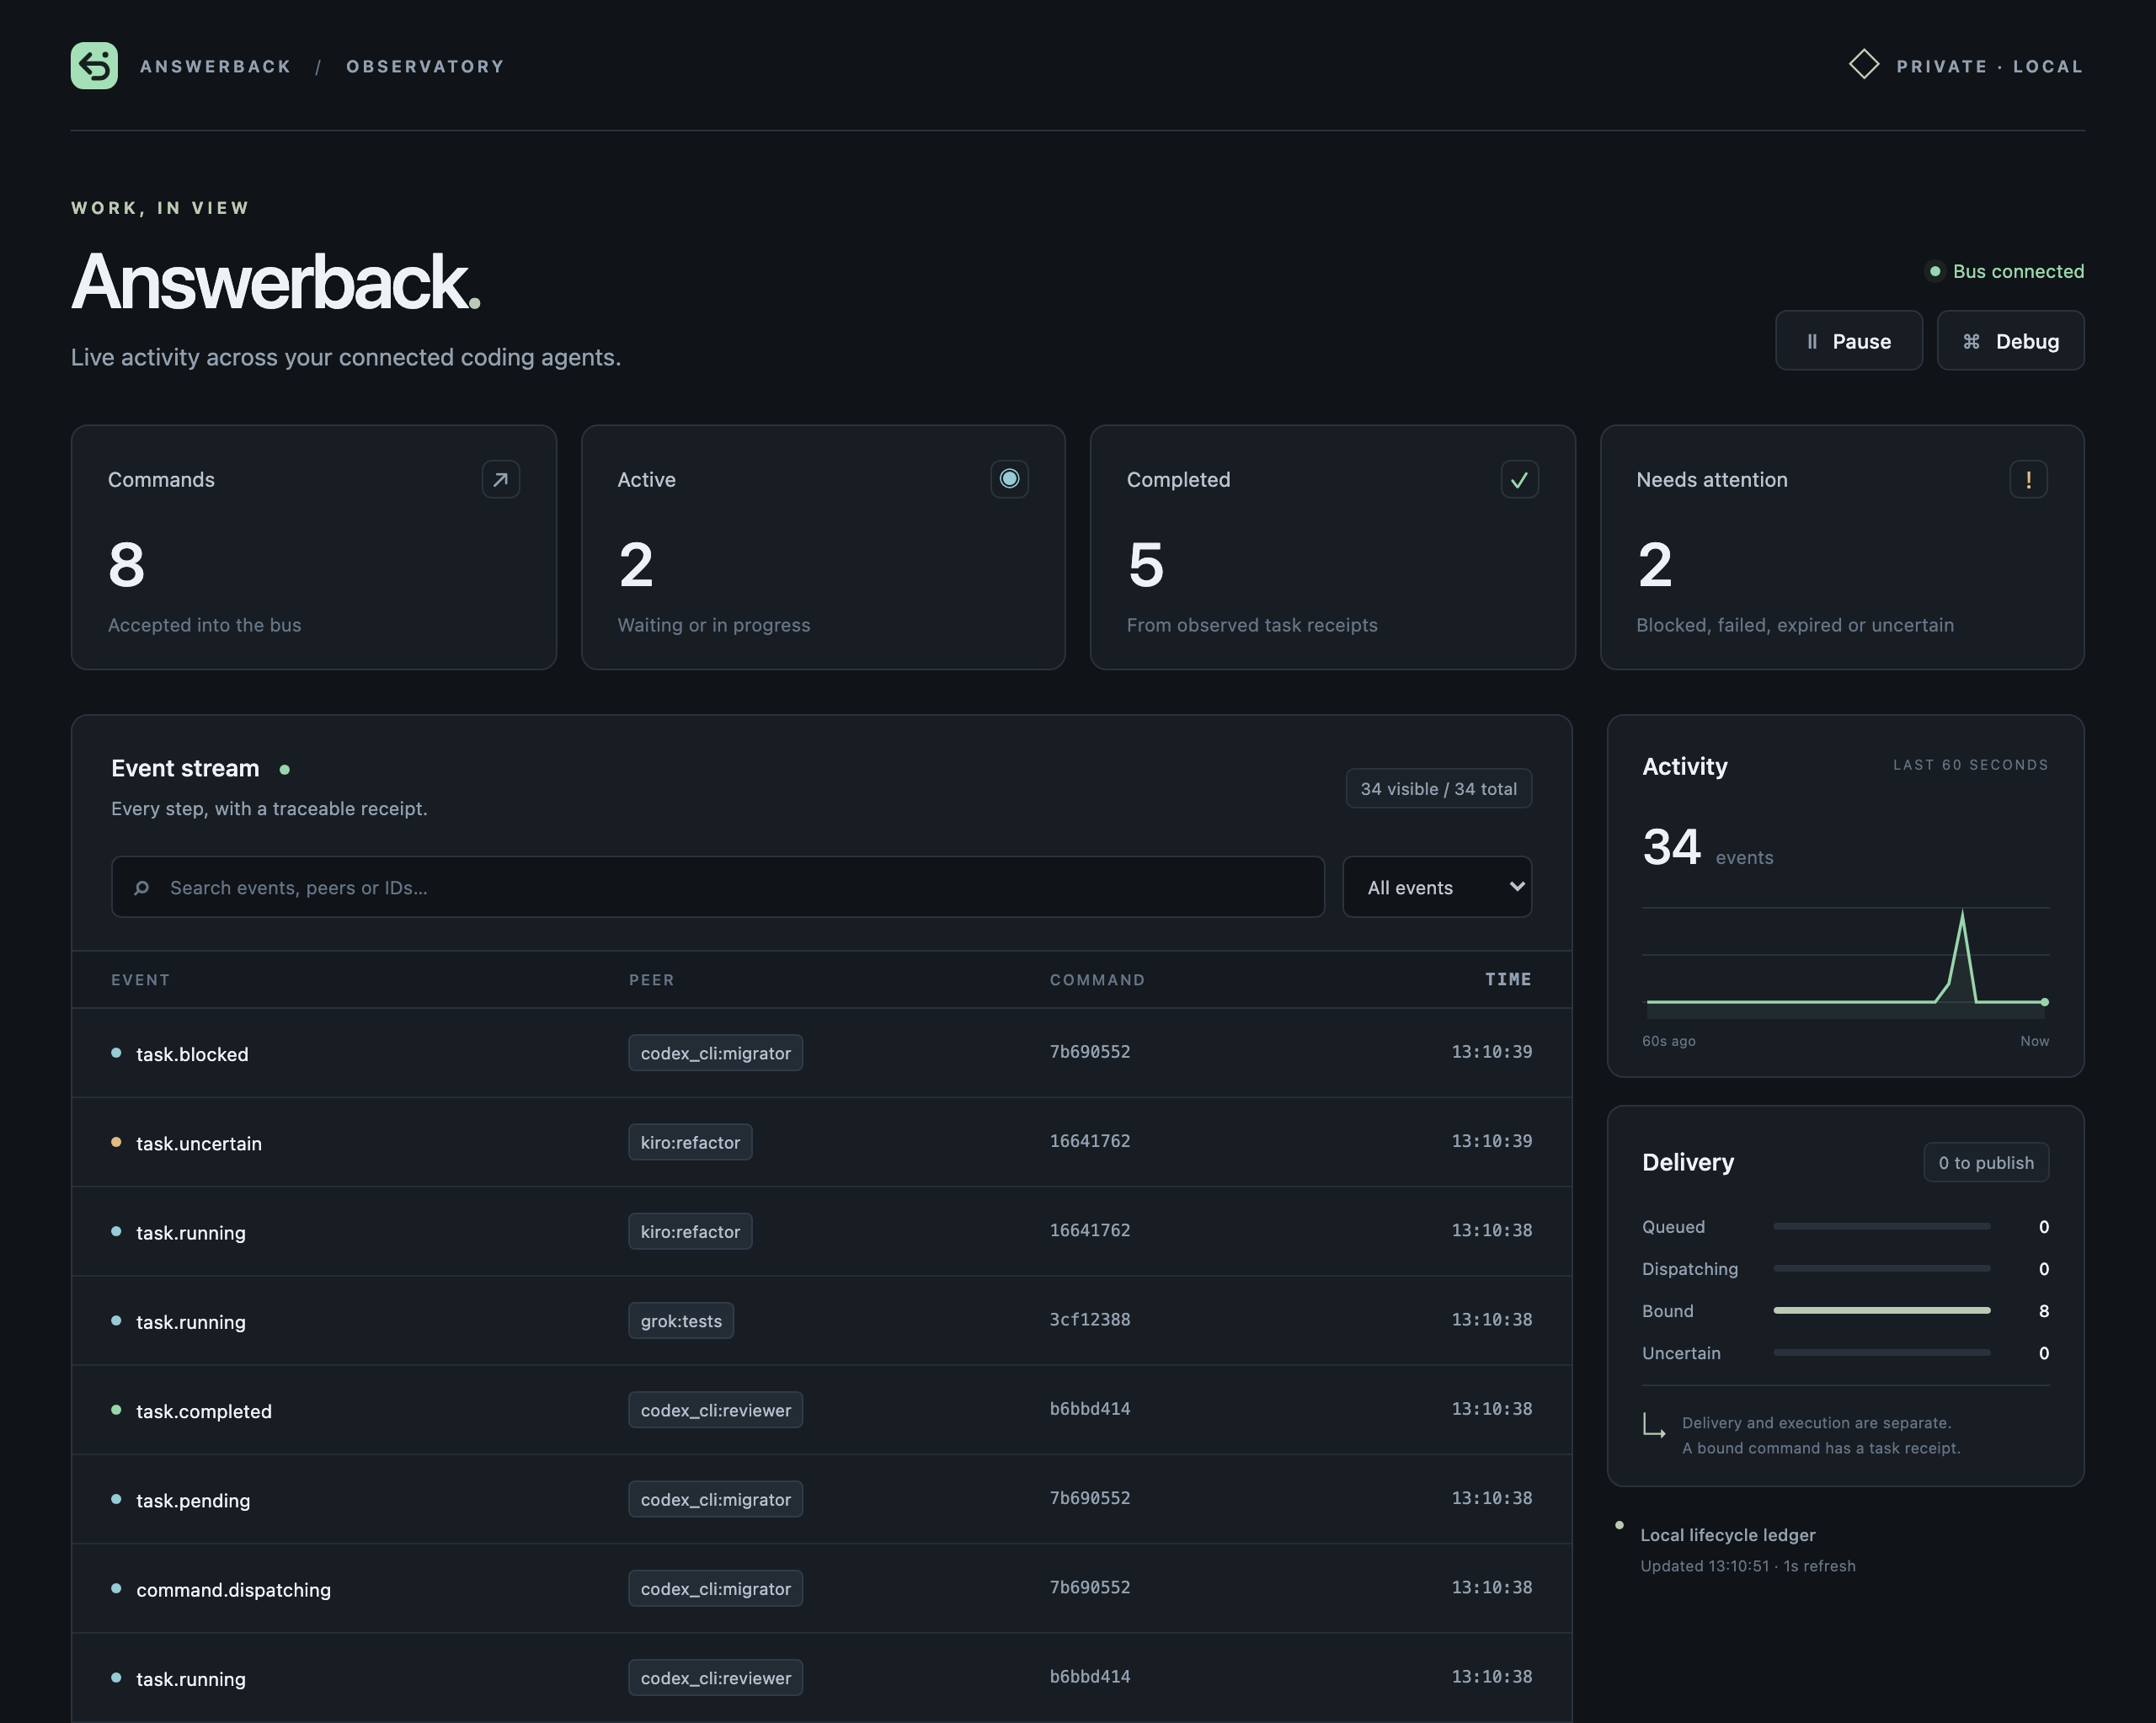 ANSWERBACK / OBSERVATORY
PRIVATE · LOCAL
WORK, IN VIEW
Answerback.
Live activity across your connected coding agents.
Bus connected
Pause
Debug
Commands
8
Accepted into the bus
Active
2
Waiting or in progress
Completed
5
From observed task receipts
Needs attention
!
2
Blocked, failed, expired or uncertain
Event stream
Every step, with a traceable receipt.
34 visible / 34 total
Search events, peers or IDs...
All events
EVENT PEER COMMAND TIME
task.blocked codex_cli:migrator 7b690552 13:10:39
task.uncertain kiro:refactor 16641762 13:10:39
task.running kiro:refactor 16641762 13:10:38
task.running grok:tests 3cf12388 13:10:38
task.completed codex_cli:reviewer b6bbd414 13:10:38
task.pending codex_cli:migrator 7b690552 13:10:38
command.dispatching codex_cli:migrator 7b690552 13:10:38
task.running codex_cli:reviewer b6bbd414 13:10:38
Activity
LAST 60 SECONDS
34 events
60s ago Now
Delivery
0 to publish
Queued 0
Dispatching 0
Bound 8
Uncertain 0
Delivery and execution are separate.
A bound command has a task receipt.
Local lifecycle ledger
Updated 13:10:51 · 1s refresh